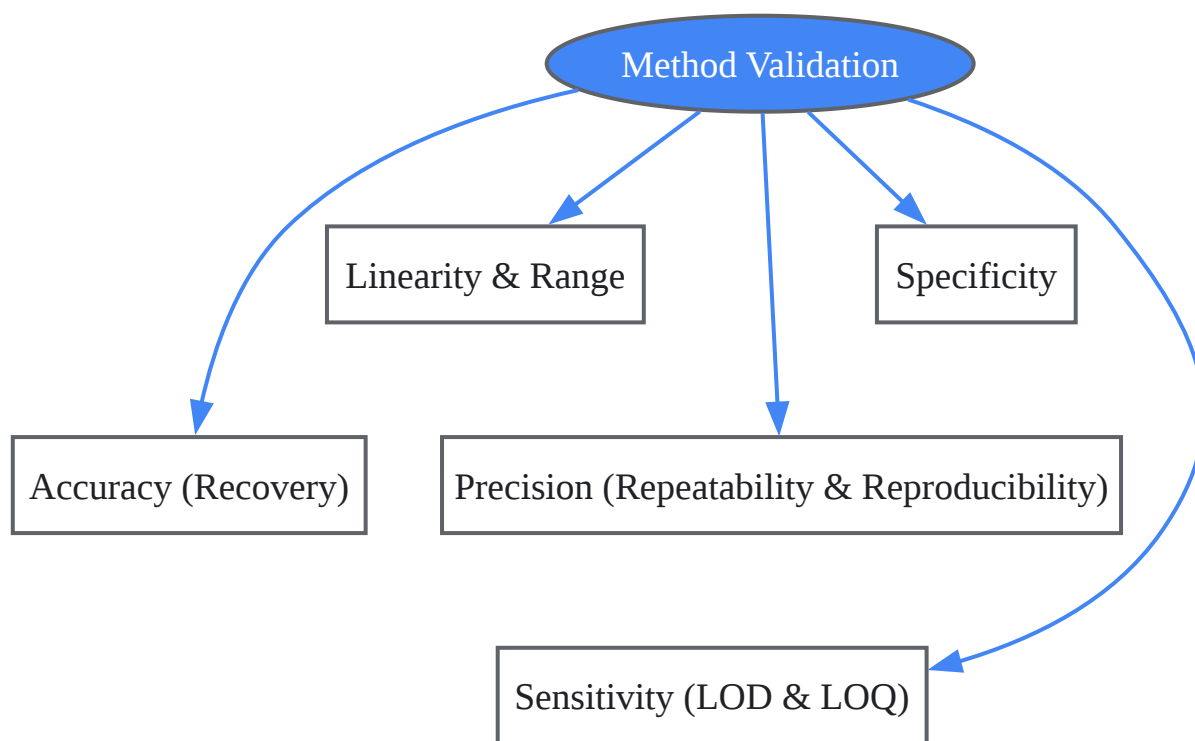 Method Validation
Linearity & Range
Specificity
Accuracy (Recovery)
Precision (Repeatability & Reproducibility)
Sensitivity (LOD & LOQ)